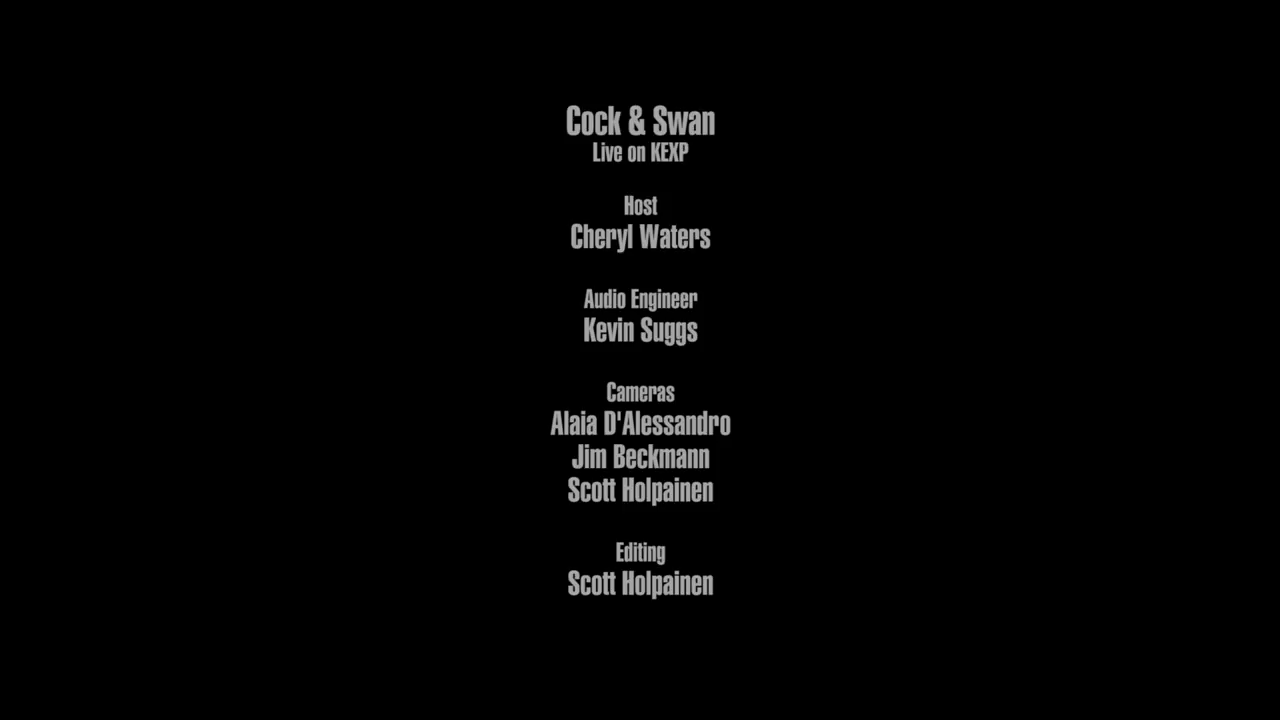 Cock & Swan
Live on KEXP
Host
Cheryl Waters
Audio Engineer
Kevin Suggs
Cameras
Alaia D'Alessandro
Jim Beckmann
Scott Holpainen
Editing
Scott Holpainen